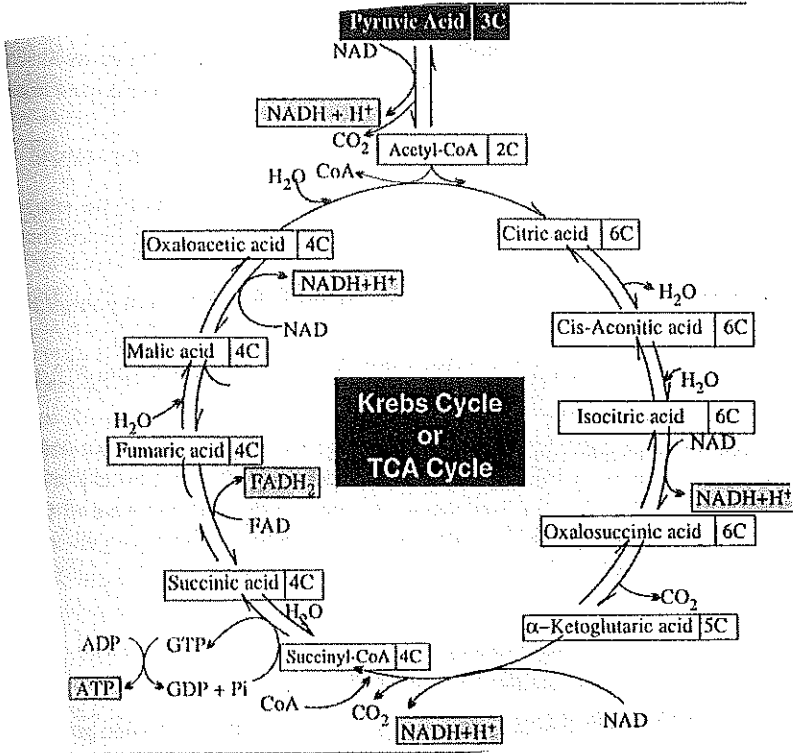 Pyruvic Acid 3C
NAD
NADH + H⁺
CO₂
Acetyl-CoA 2C
H₂O
CoA
Oxaloacetic acid 4C
Citric acid 6C
NADH+H⁺
H₂O
NAD
Cis-Aconitic acid 6C
Malic acid 4C
H₂O
Krebs Cycle
or
TCA Cycle
Isocitric acid 6C
H₂O
NAD
Fumaric acid 4C
FADH₂
NADH+H⁺
FAD
Oxalosuccinic acid 6C
Succinic acid 4C
CO₂
H₂O
α-Ketoglutaric acid 5C
ADP
GTP
Succinyl-CoA 4C
ATP
GDP + Pi
CoA
CO₂
NADH+H⁺
NAD